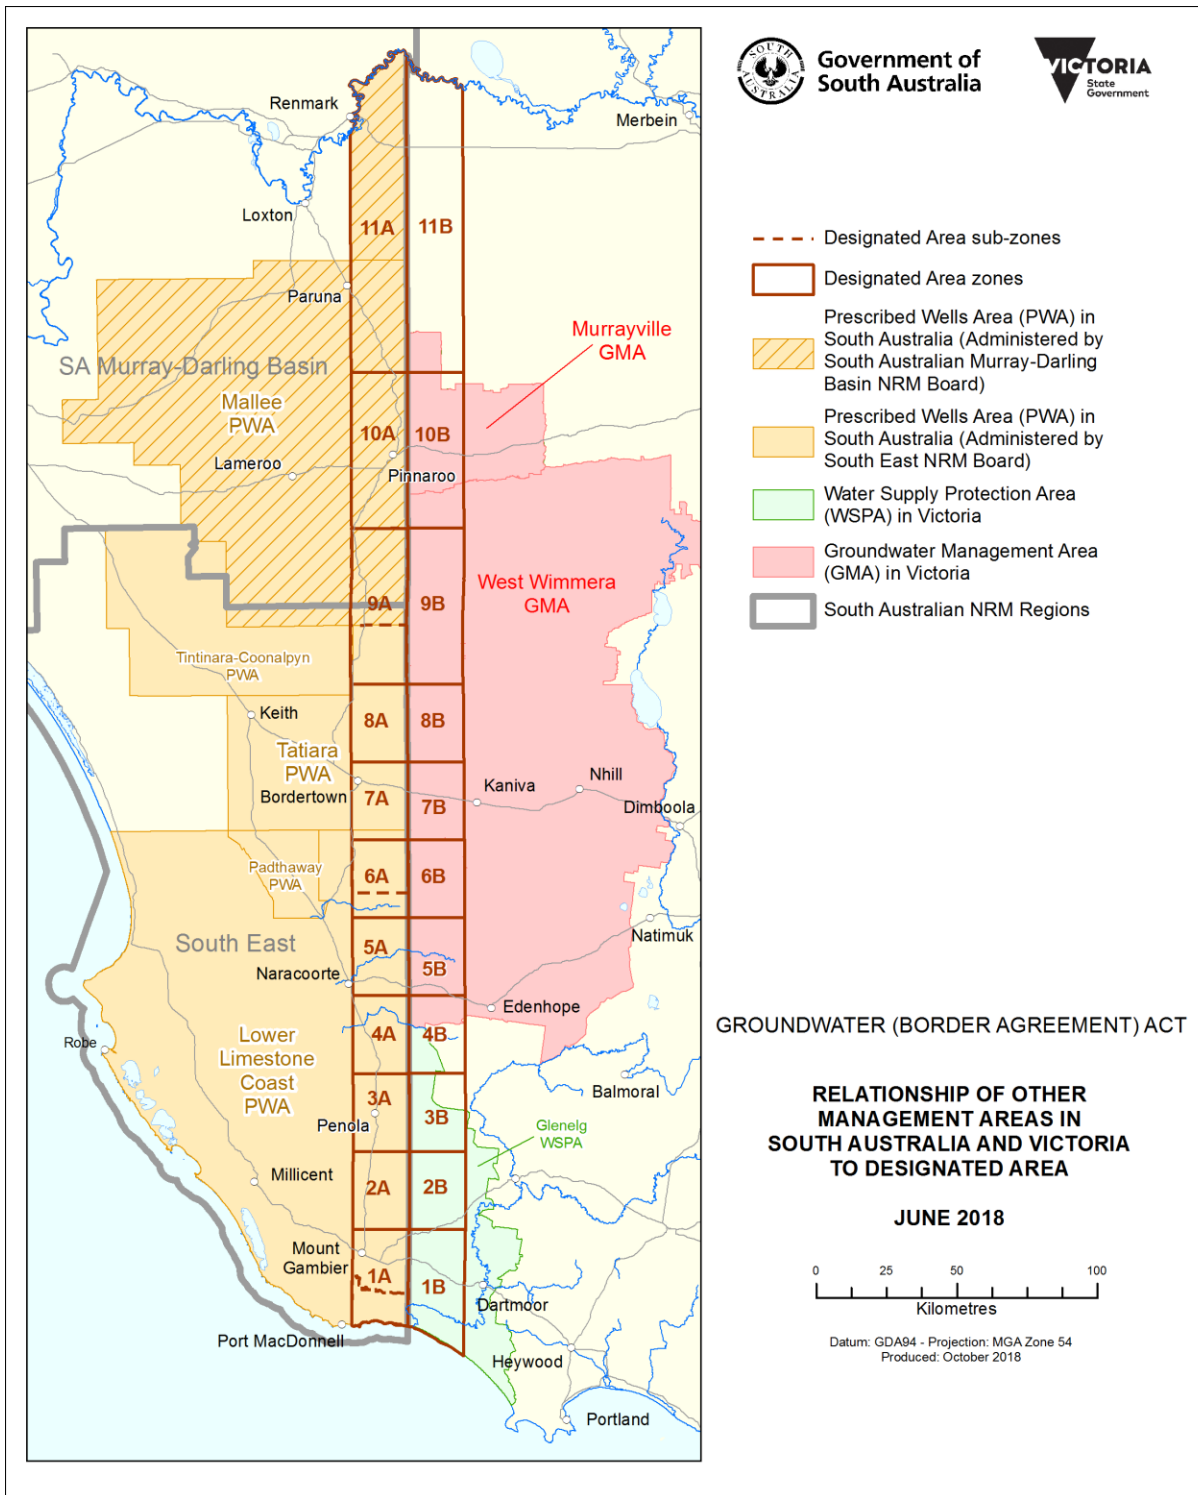 SOUTH
AUSTRALIA
Government of
South Australia
VICTORIA
State
Government
Renmark
Merbein
Loxton
11A
11B
Paruna
Murrayville
GMA
SA Murray-Darling Basin
Mallee
PWA
10A
10B
Lameroo
Pinnaroo
West Wimmera
GMA
9A
9B
Tintinara-Coonalpyn
PWA
Keith
8A
8B
Tatiara
PWA
Bordertown
7A
7B
Kaniva
Nhill
Dimboola
Padthaway
PWA
6A
6B
Natimuk
South East
5A
5B
Naracoorte
Edenhope
Robe
Lower
Limestone
Coast
PWA
4A
4B
Balmoral
3A
3B
Penola
Glenelg
WSPA
Millicent
2A
2B
Mount
Gambier
1A
1B
Dartmoor
Port MacDonnell
Heywood
Portland
Designated Area sub-zones
Designated Area zones
Prescribed Wells Area (PWA) in
South Australia (Administered by
South Australian Murray-Darling
Basin NRM Board)
Prescribed Wells Area (PWA) in
South Australia (Administered by
South East NRM Board)
Water Supply Protection Area
(WSPA) in Victoria
Groundwater Management Area
(GMA) in Victoria
South Australian NRM Regions
GROUNDWATER (BORDER AGREEMENT) ACT
RELATIONSHIP OF OTHER
MANAGEMENT AREAS IN
SOUTH AUSTRALIA AND VICTORIA
TO DESIGNATED AREA
JUNE 2018
0 25 50 100
Kilometres
Datum: GDA94 - Projection: MGA Zone 54
Produced: October 2018